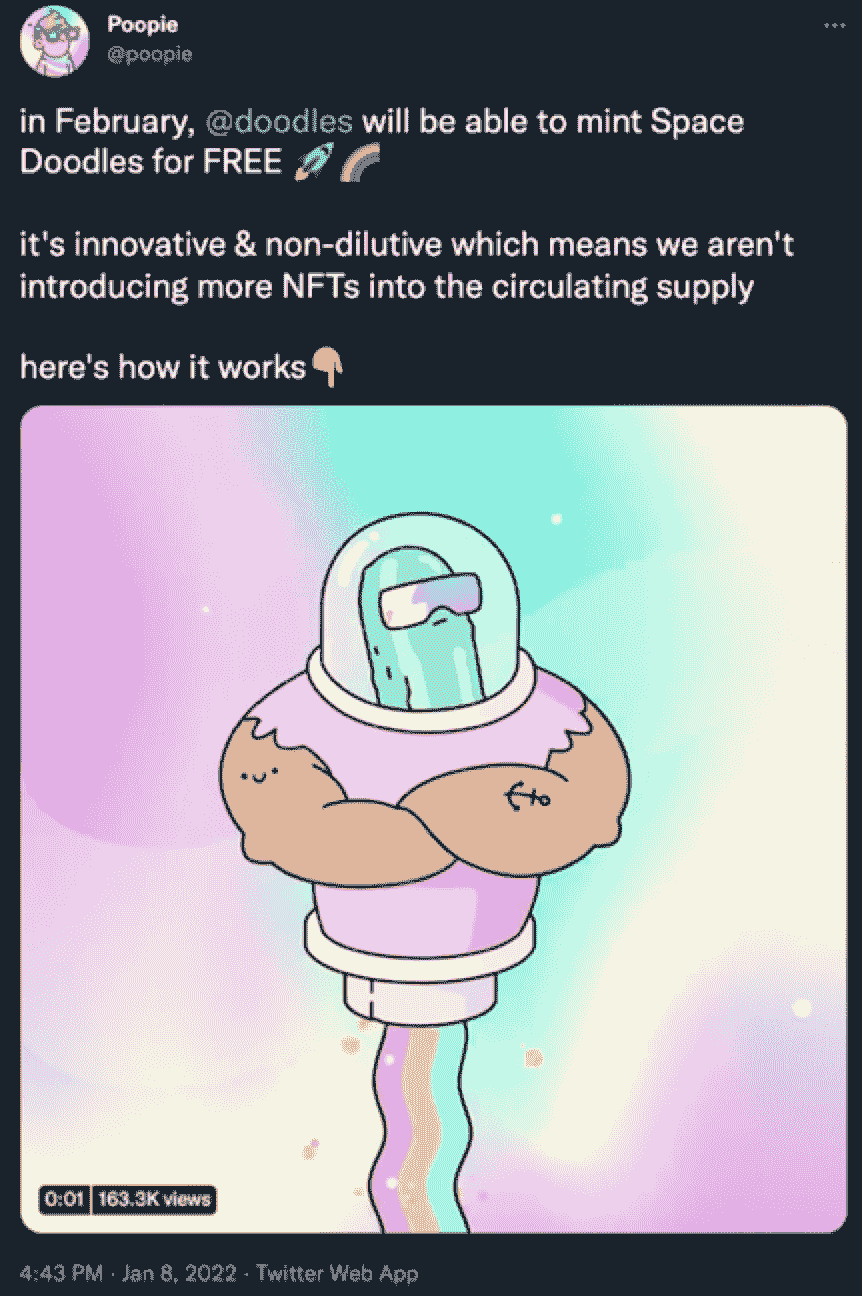 Poopie
@poopie
in February, @doodles will be able to mint Space
Doodles for FREE 🚀🌈
it's innovative & non-dilutive which means we aren't
introducing more NFTs into the circulating supply
here's how it works👇
0:01 163.3K views
4:43 PM · Jan 8, 2022 · Twitter Web App